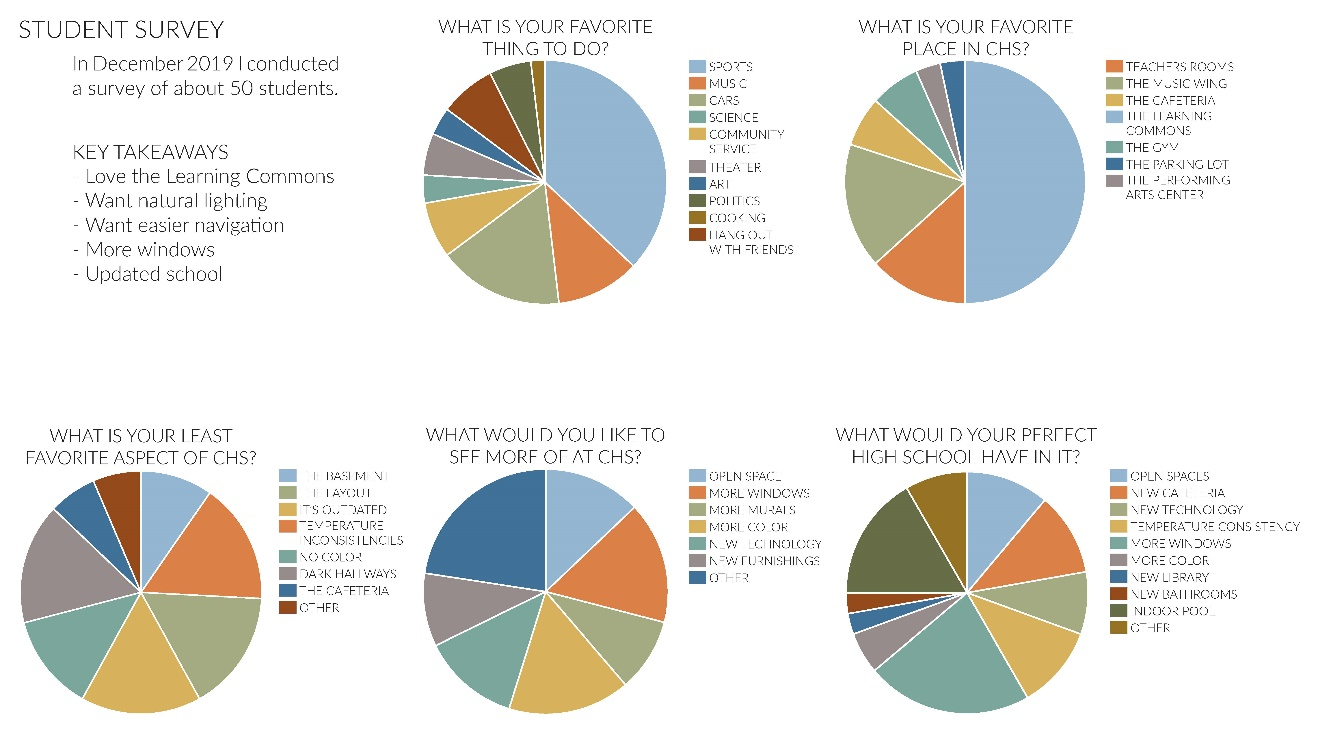 STUDENT SURVEY
In December 2019 I conducted
a survey of about 50 students.
KEY TAKEAWAYS
- Love the Learning Commons
- Want natural lighting
- Want easier navigation
- More windows
- Updated school
WHAT IS YOUR FAVORITE
THING TO DO?
SPORTS
MUSIC
CARS
SCIENCE
COMMUNITY
SERVICE
THEATER
ART
POLITICS
COOKING
HANG OUT
WITH FRIENDS
WHAT IS YOUR FAVORITE
PLACE IN CHS?
TEACHERS ROOMS
THE MUSIC WING
THE CAFETERIA
THE LEARNING
COMMONS
THE GYM
THE PARKING LOT
THE PERFORMING
ARTS CENTER
WHAT IS YOUR LEAST
FAVORITE ASPECT OF CHS?
THE BASEMENT
THE LAYOUT
IT'S OUTDATED
TEMPERATURE
INCONSISTENCIES
NO COLOR
DARK HALLWAYS
THE CAFETERIA
OTHER
WHAT WOULD YOU LIKE TO
SEE MORE OF AT CHS?
OPEN SPACE
MORE WINDOWS
MORE MURALS
MORE COLOR
NEW TECHNOLOGY
NEW FURNISHINGS
OTHER
WHAT WOULD YOUR PERFECT
HIGH SCHOOL HAVE IN IT?
OPEN SPACES
NEW CAFETERIA
NEW TECHNOLOGY
TEMPERATURE CONSISTENCY
MORE WINDOWS
MORE COLOR
NEW LIBRARY
NEW BATHROOMS
INDOOR POOL
OTHER